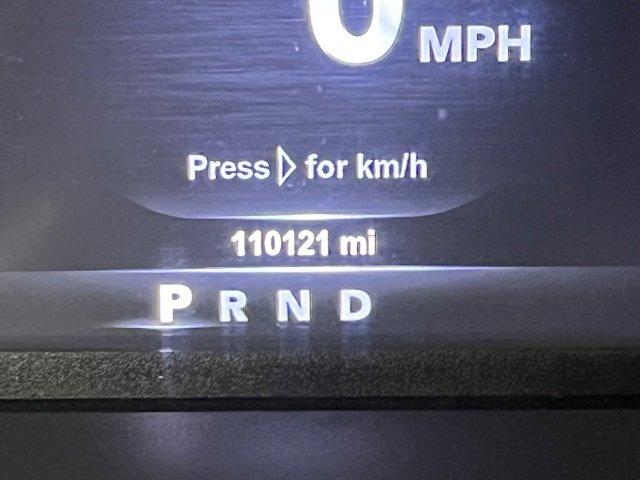 0 MPH
Press ▷ for km/h
110121 mi
P R N D